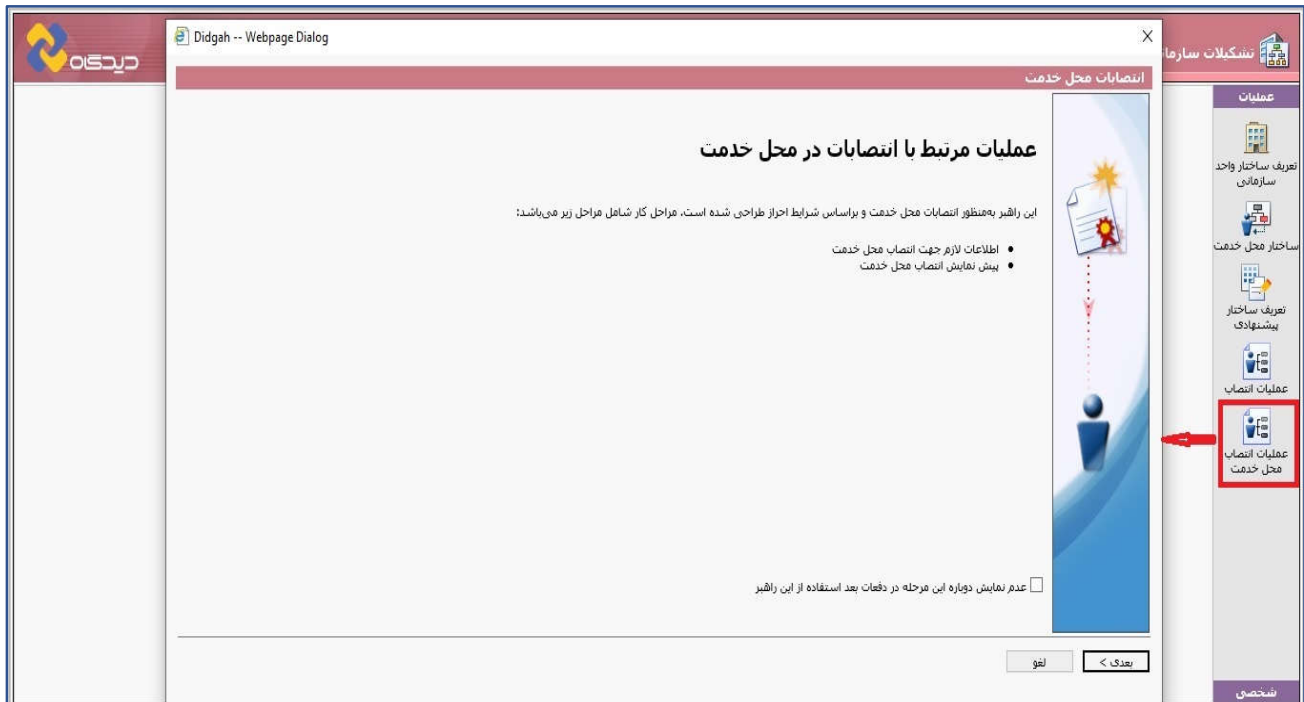 Didgah -- Webpage Dialog
X
دیدگاه
تشکیلات سازما
انتصابات محل خدمت
عملیات مرتبط با انتصابات در محل خدمت
این راهبر به‌منظور انتصابات محل خدمت و براساس شرایط احراز طراحی شده است، مراحل کار شامل مراحل زیر می‌باشد:
• اطلاعات لازم جهت انتصاب محل خدمت
• پیش نمایش انتصاب محل خدمت
عدم نمایش دوباره این مرحله در دفعات بعد استفاده از این راهبر
بعدی >
لغو
عملیات
تعریف ساختار واحد
سازمانی
ساختار محل خدمت
تعریف ساختار
پیشنهادی
عملیات انتصاب
عملیات انتصاب
محل خدمت
شخصی